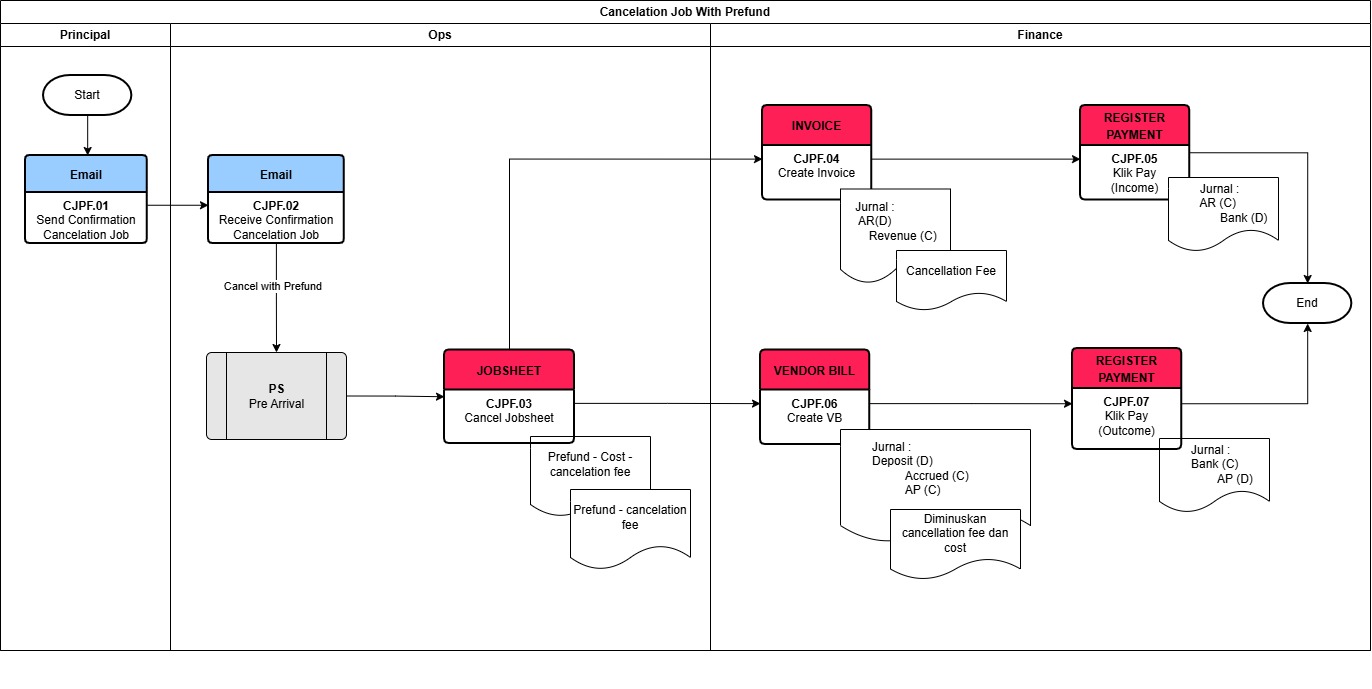 Cancelation Job With Prefund
Principal
Ops
Finance
Start
Email
CJPF.01
Send Confirmation
Cancelation Job
Email
CJPF.02
Receive Confirmation
Cancelation Job
Cancel with Prefund
PS
Pre Arrival
JOBSHEET
CJPF.03
Cancel Jobsheet
Prefund - Cost -
cancelation fee
Prefund - cancelation
fee
INVOICE
CJPF.04
Create Invoice
Jurnal :
AR(D)
Revenue (C)
Cancellation Fee
REGISTER
PAYMENT
CJPF.05
Klik Pay
(Income)
Jurnal :
AR (C)
Bank (D)
End
VENDOR BILL
CJPF.06
Create VB
Jurnal :
Deposit (D)
Accrued (C)
AP (C)
Diminuskan
cancellation fee dan
cost
REGISTER
PAYMENT
CJPF.07
Klik Pay
(Outcome)
Jurnal :
Bank (C)
AP (D)